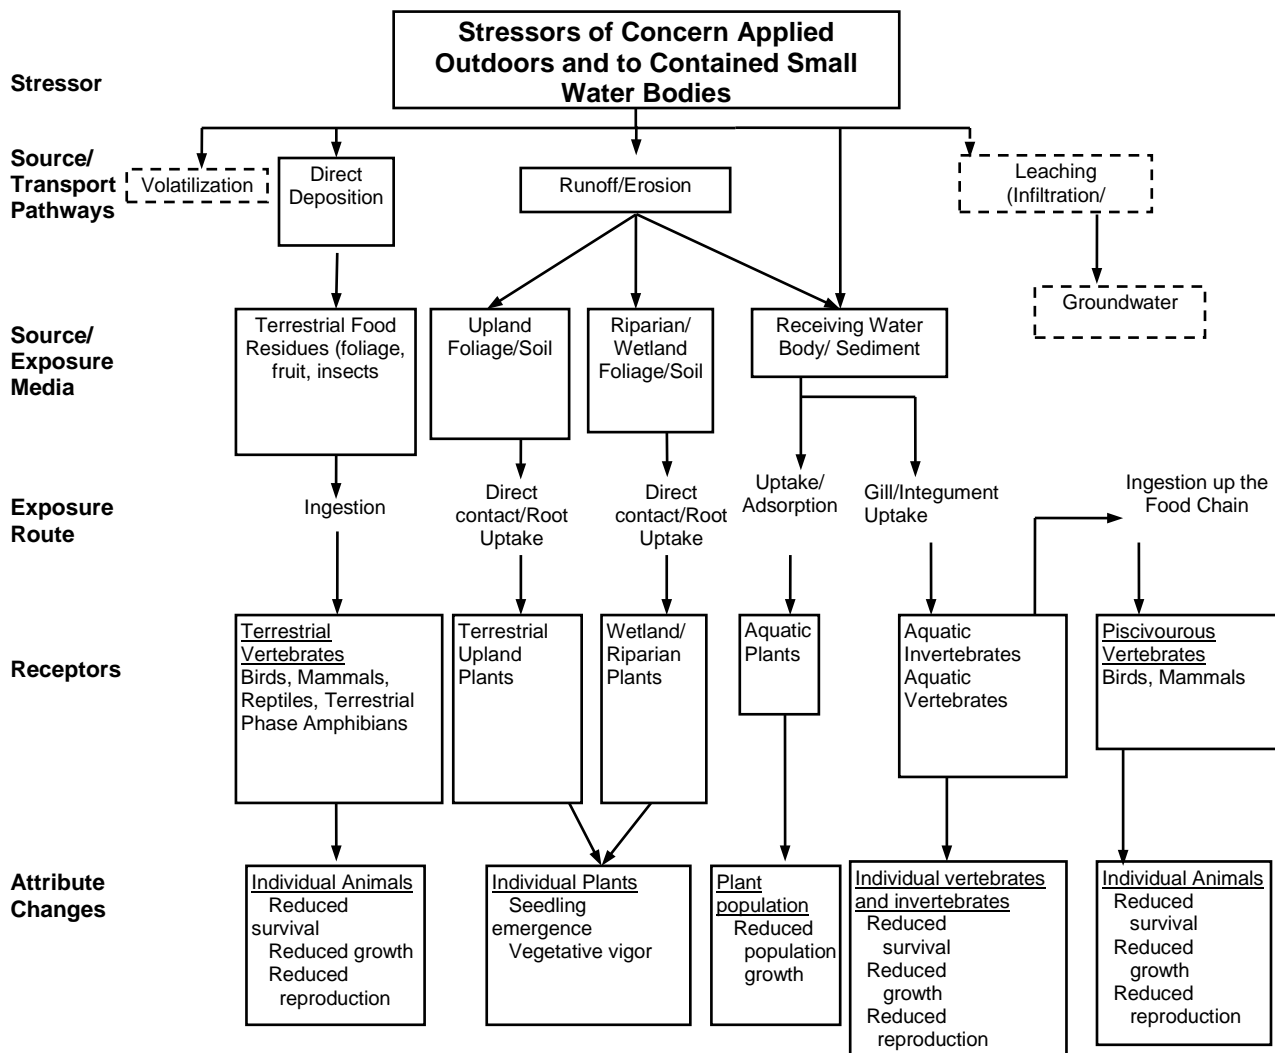 Stressors of Concern Applied
Outdoors and to Contained Small
Water Bodies
Stressor
Source/
Transport
Pathways
Volatilization
Direct
Deposition
Runoff/Erosion
Leaching
(Infiltration/
Groundwater
Source/
Exposure
Media
Terrestrial Food
Residues (foliage,
fruit, insects
Upland
Foliage/Soil
Riparian/
Wetland
Foliage/Soil
Receiving Water
Body/ Sediment
Exposure
Route
Ingestion
Direct
contact/Root
Uptake
Direct
contact/Root
Uptake
Uptake/
Adsorption
Gill/Integument
Uptake
Ingestion up the
Food Chain
Receptors
Terrestrial
Vertebrates
Birds, Mammals,
Reptiles, Terrestrial
Phase Amphibians
Terrestrial
Upland
Plants
Wetland/
Riparian
Plants
Aquatic
Plants
Aquatic
Invertebrates
Aquatic
Vertebrates
Piscivourous
Vertebrates
Birds, Mammals
Attribute
Changes
Individual Animals
Reduced
survival
Reduced growth
Reduced
reproduction
Individual Plants
Seedling
emergence
Vegetative vigor
Plant
population
Reduced
population
growth
Individual vertebrates
and invertebrates
Reduced
survival
Reduced
growth
Reduced
reproduction
Individual Animals
Reduced
survival
Reduced
growth
Reduced
reproduction